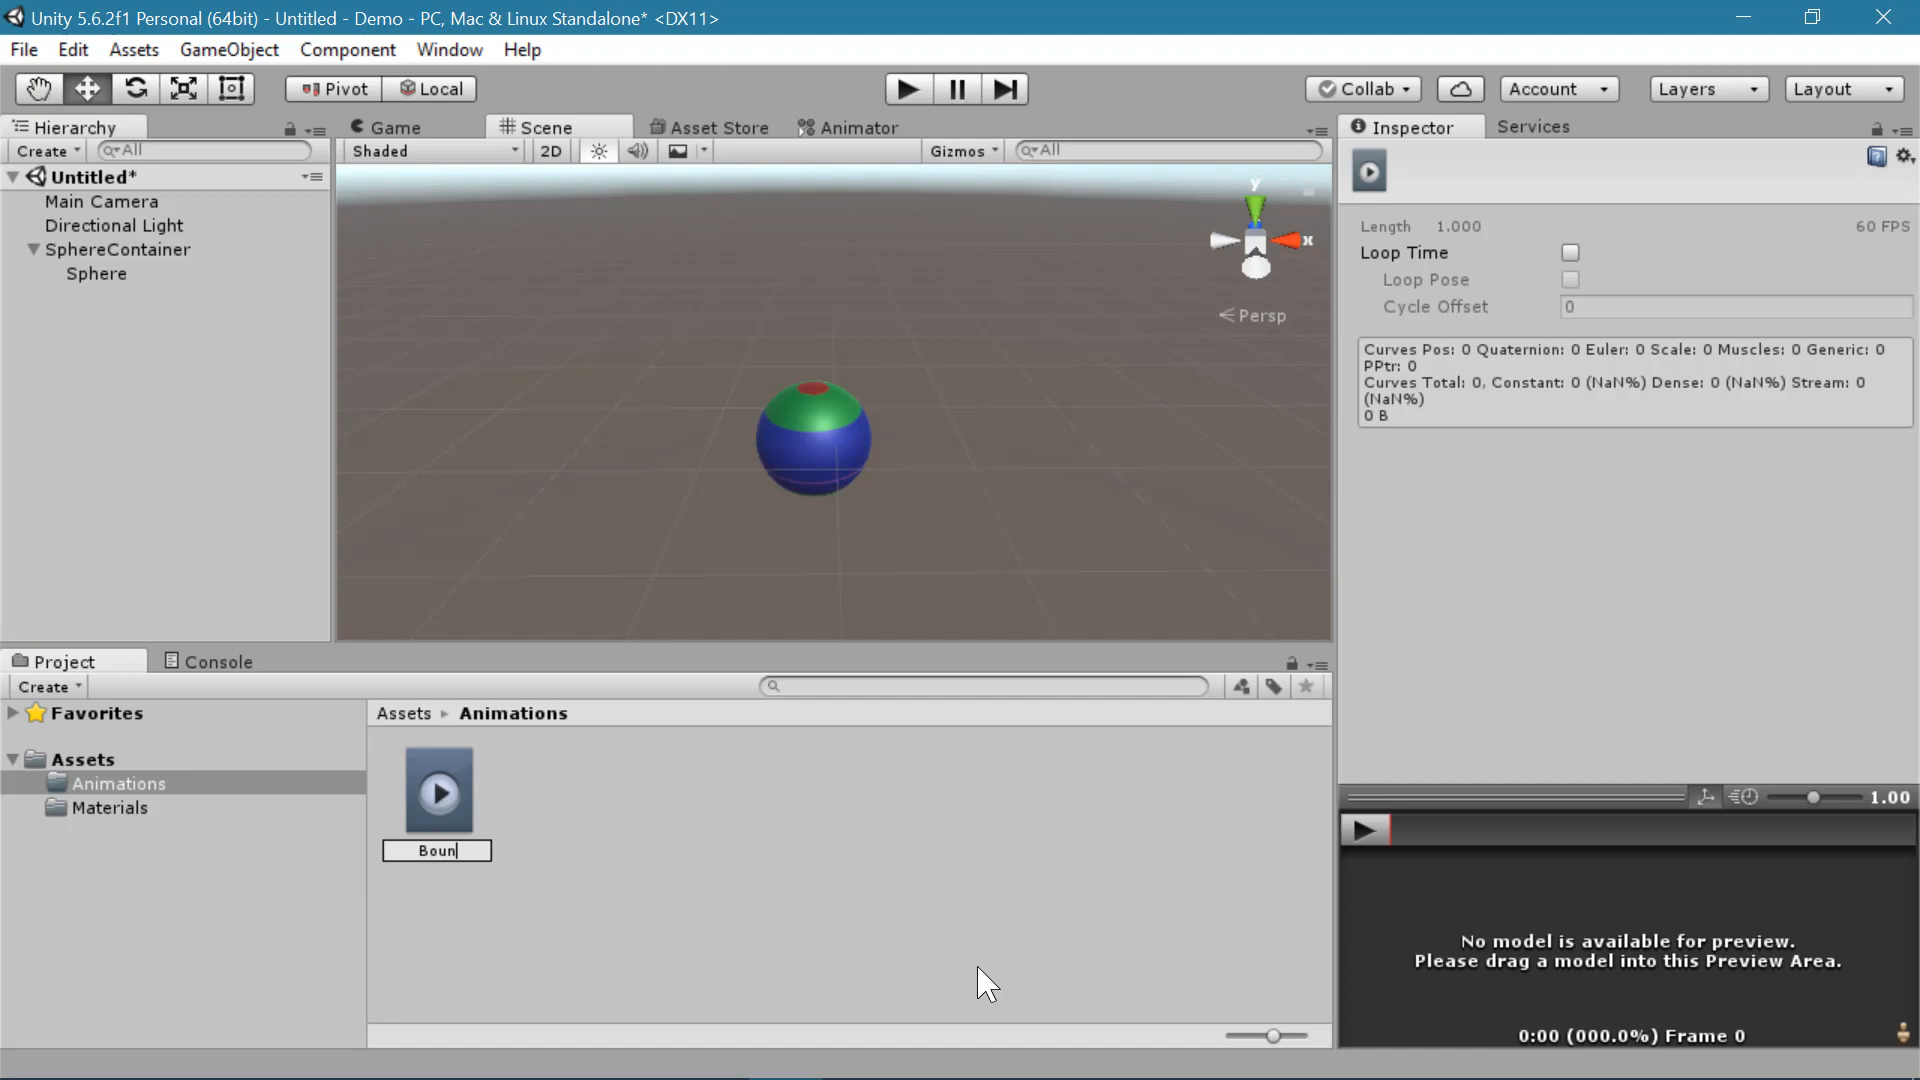 Unity 5.6.2f1 Personal (64bit) - Untitled - Demo - PC, Mac & Linux Standalone* <DX11>
File Edit Assets GameObject Component Window Help
Pivot Local Collab Account Layers Layout
Hierarchy Game Scene Asset Store Animator Inspector Services
Create All Shaded 2D Gizmos All
Untitled*
Main Camera
Directional Light
SphereContainer
Sphere
y
x
Persp
Length 1.000 60 FPS
Loop Time
Loop Pose
Cycle Offset 0
Curves Pos: 0 Quaternion: 0 Euler: 0 Scale: 0 Muscles: 0 Generic: 0
PPtr: 0
Curves Total: 0, Constant: 0 (NaN%) Dense: 0 (NaN%) Stream: 0
(NaN%)
0 B
Project Console
Create
Favorites
Assets
Animations
Materials
Assets Animations
Boun
1.00
No model is available for preview.
Please drag a model into this Preview Area.
0:00 (000.0%) Frame 0